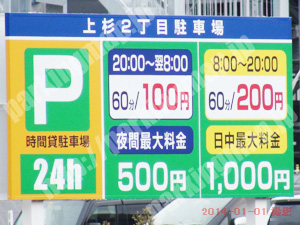 上杉2丁目駐車場
P
時間貸駐車場
24h
20:00〜翌8:00
60分/100円
夜間最大料金
500円
8:00〜20:00
60分/200円
日中最大料金
1,000円